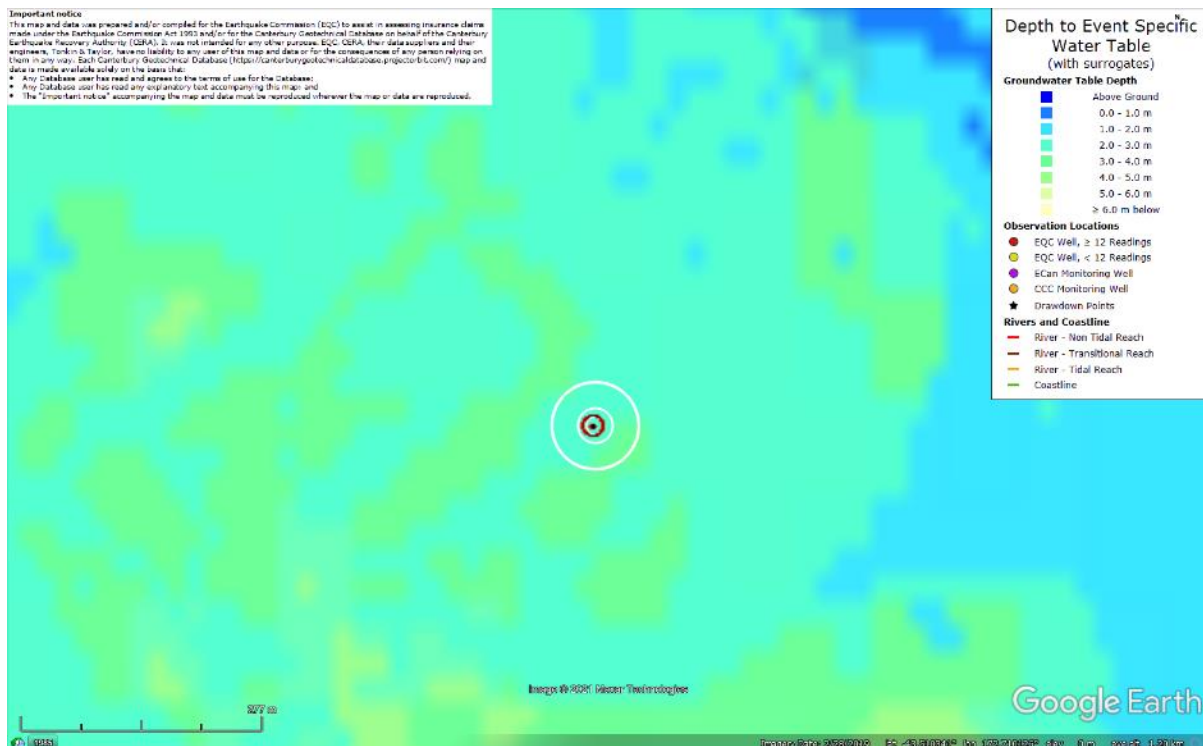 Important notice
This map and data was prepared and/or compiled for the Earthquake Commission (EQC) to assist in assessing insurance claims
made under the Earthquake Commission Act 1993 and/or for the Canterbury Geotechnical Database on behalf of the Canterbury
Earthquake Recovery Authority (CERA). It was not intended for any other purpose. EQC, CERA, their data suppliers and their
engineers, Tonkin & Taylor, have no liability to any user of this map and data or for the consequences of any person relying on
them in any way. Each Canterbury Geotechnical Database (https://canterburygeotechnicaldatabase.projectorbit.com/) map and
data is made available solely on the basis that:
• Any Database user has read and agrees to the terms of use for the Database;
• Any Database user has read any explanatory text accompanying this map; and
• The "Important notice" accompanying the map and data must be reproduced wherever the map or data are reproduced.
N
Depth to Event Specific
Water Table
(with surrogates)
Groundwater Table Depth
Above Ground
0.0 - 1.0 m
1.0 - 2.0 m
2.0 - 3.0 m
3.0 - 4.0 m
4.0 - 5.0 m
5.0 - 6.0 m
≥ 6.0 m below
Observation Locations
EQC Well, ≥ 12 Readings
EQC Well, < 12 Readings
ECan Monitoring Well
CCC Monitoring Well
Drawdown Points
Rivers and Coastline
River - Non Tidal Reach
River - Transitional Reach
River - Tidal Reach
Coastline
277 m
Image © 2021 Maxar Technologies
Google Earth
Imagery Date: 2/28/2019